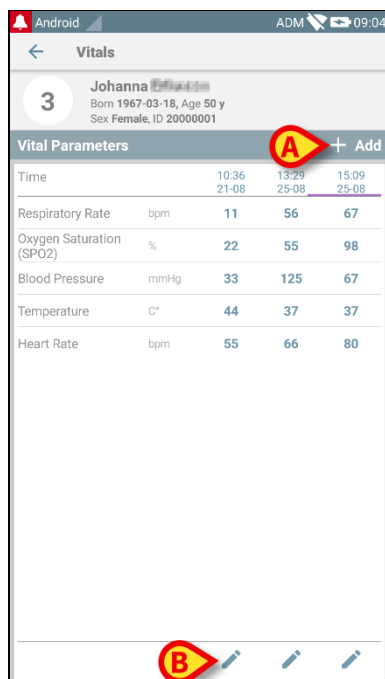 Android ADM 09:04
Vitals
3
Johanna
Born 1967-03-18, Age 50 y
Sex Female, ID 20000001
Vital Parameters A + Add
Time 10:36 13:29 15:09
21-08 25-08 25-08
Respiratory Rate bpm 11 56 67
Oxygen Saturation
(SPO2) % 22 55 98
Blood Pressure mmHg 33 125 67
Temperature C° 44 37 37
Heart Rate bpm 55 66 80
B